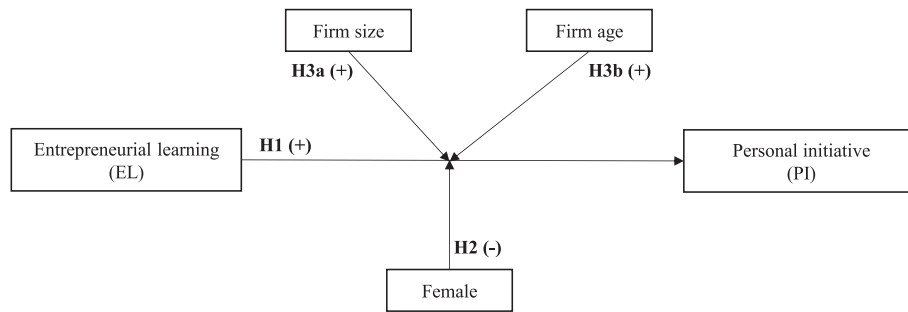 Firm size
Firm age
H3a (+)
H3b (+)
Entrepreneurial learning
(EL)
H1 (+)
Personal initiative
(PI)
H2 (-)
Female